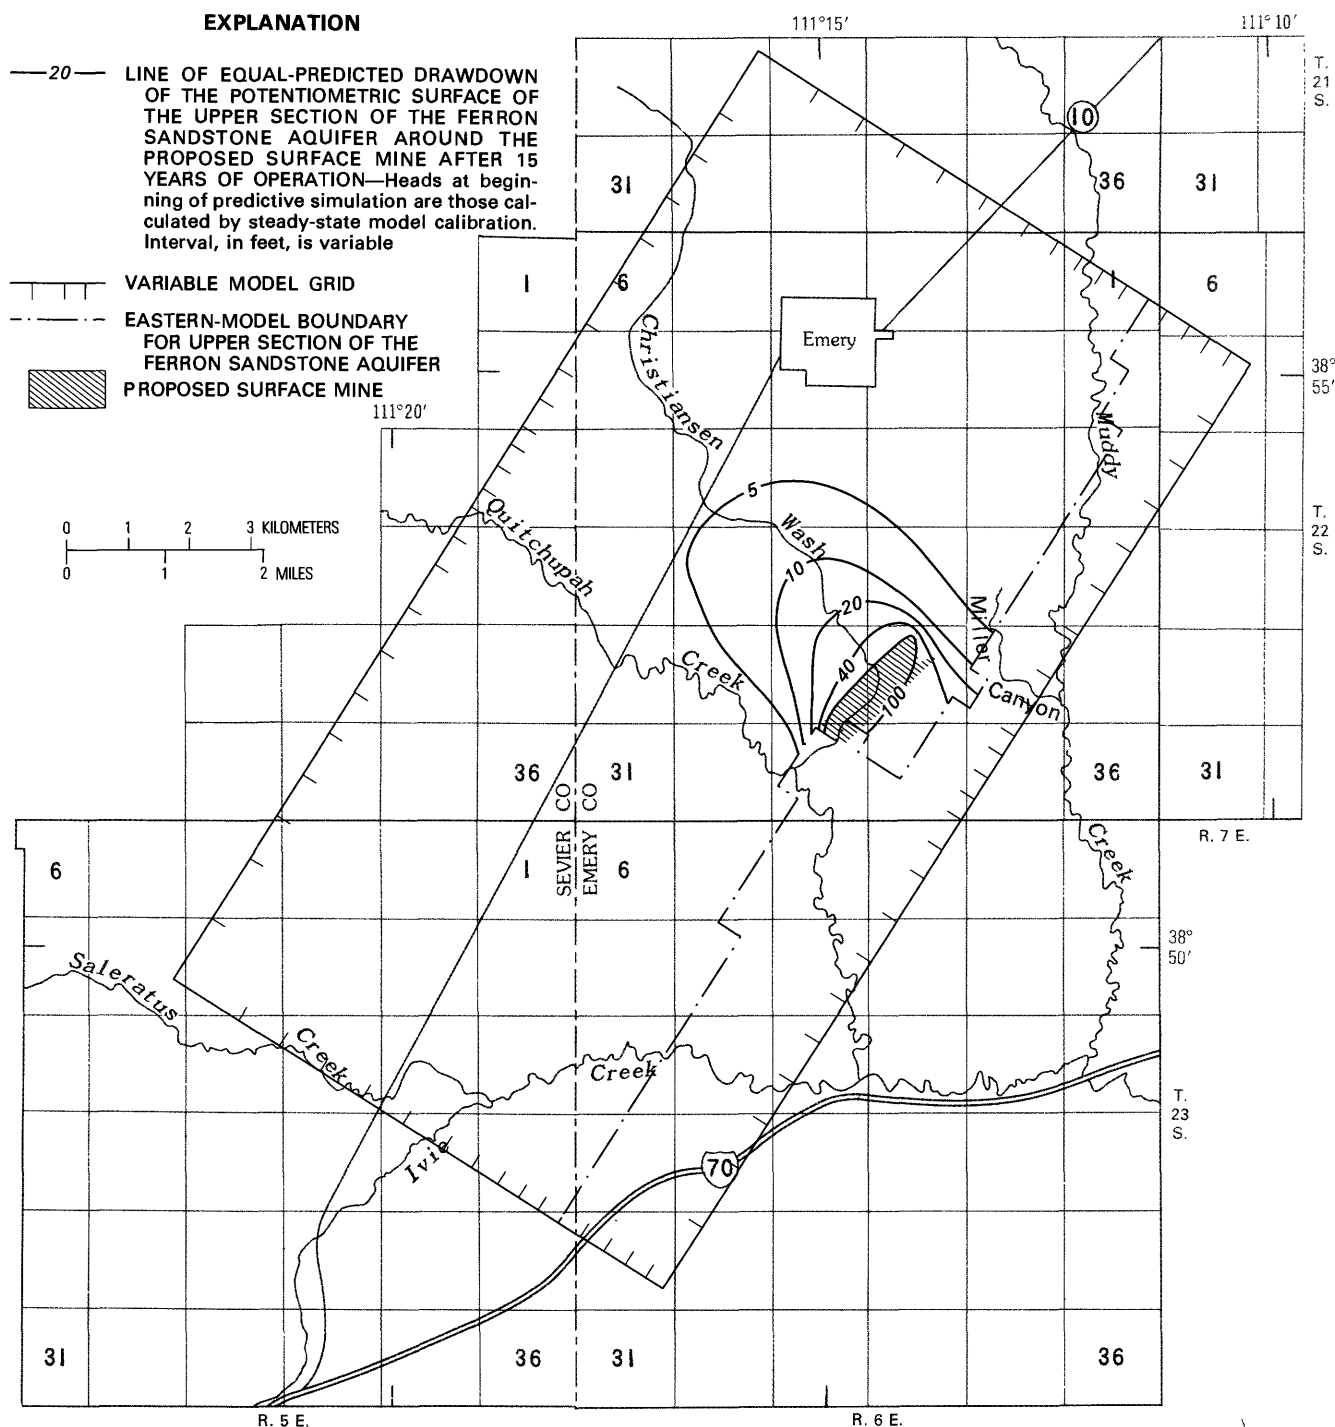 EXPLANATION
—20— LINE OF EQUAL-PREDICTED DRAWDOWN
OF THE POTENTIOMETRIC SURFACE OF
THE UPPER SECTION OF THE FERRON
SANDSTONE AQUIFER AROUND THE
PROPOSED SURFACE MINE AFTER 15
YEARS OF OPERATION—Heads at begin-
ning of predictive simulation are those cal-
culated by steady-state model calibration.
Interval, in feet, is variable
VARIABLE MODEL GRID
EASTERN-MODEL BOUNDARY
FOR UPPER SECTION OF THE
FERRON SANDSTONE AQUIFER
PROPOSED SURFACE MINE
0 1 2 3 KILOMETERS
0 1 2 MILES
111°15'
111°10'
T.
21
S.
10
31
36
31
1
6
1
6
Emery
38°
55'
111°20'
Christiansen
Wash
Muddy
Quitchupah
Creek
T.
22
S.
5
10
20
40
100
Miller
Canyon
36
31
36
31
SEVIER CO
EMERY CO
R. 7 E.
6
1
6
Creek
38°
50'
Saleratus
Creek
Creek
Ivie
T.
23
S.
70
31
36
31
36
R. 5 E.
R. 6 E.